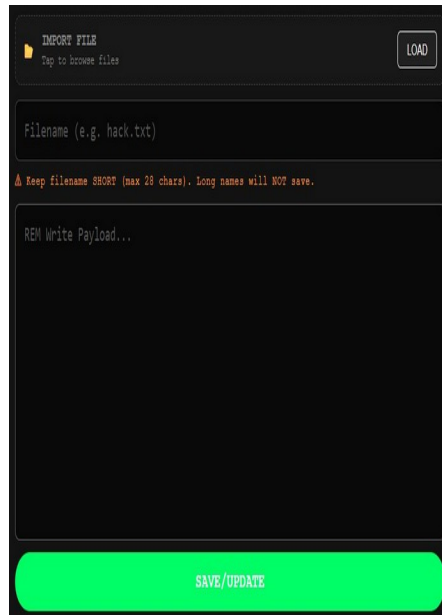 IMPORT FILE
Tap to browse files
LOAD
Filename (e.g. hack.txt)
⚠ Keep filename SHORT (max 28 chars). Long names will NOT save.
REM Write Payload...
SAVE/UPDATE